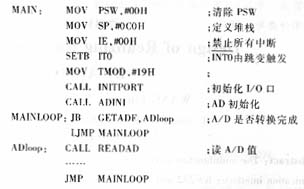 MAIN: MOV PSW,#00H ;清除 PSW
MOV SP,#0C0H ;定义堆栈
MOV IE,#00H ;禁止所有中断
SETB IT0 ;INT0由跳变触发
MOV TMOD,#19H ;
CALL INITPORT ;初始化 I/O 口
CALL ADINI ;AD 初始化
MAINLOOP: JB GETADF,ADloop ;A/D 是否转换完成
LJMP MAINLOOP
ADloop: CALL READAD ;读 A/D 值
……
JMP MAINLOOP